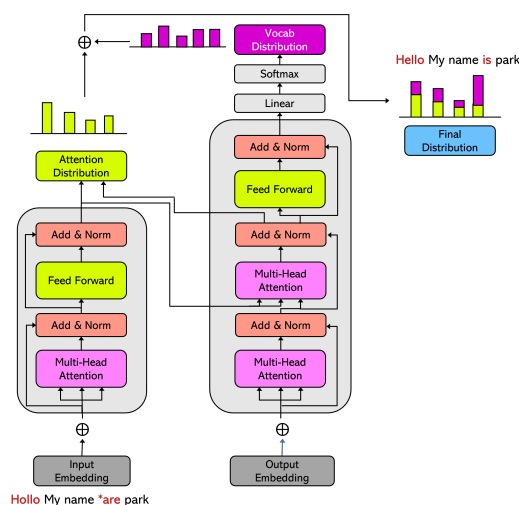 Vocab
Distribution
Softmax
Linear
Hello My name is park
Final
Distribution
Attention
Distribution
Add & Norm
Feed Forward
Add & Norm
Multi-Head
Attention
Input
Embedding
Hollo My name *are park
Add & Norm
Feed Forward
Add & Norm
Multi-Head
Attention
Add & Norm
Multi-Head
Attention
Output
Embedding